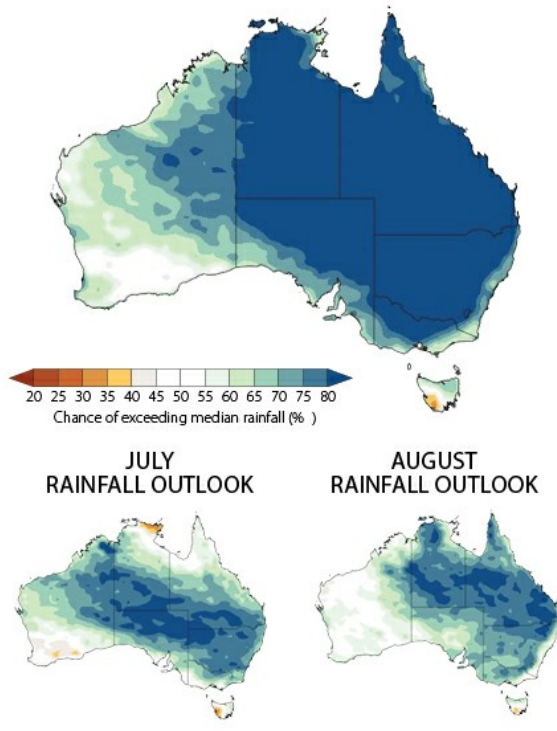 20 25 30 35 40 45 50 55 60 65 70 75 80
Chance of exceeding median rainfall (% )
JULY
RAINFALL OUTLOOK
AUGUST
RAINFALL OUTLOOK